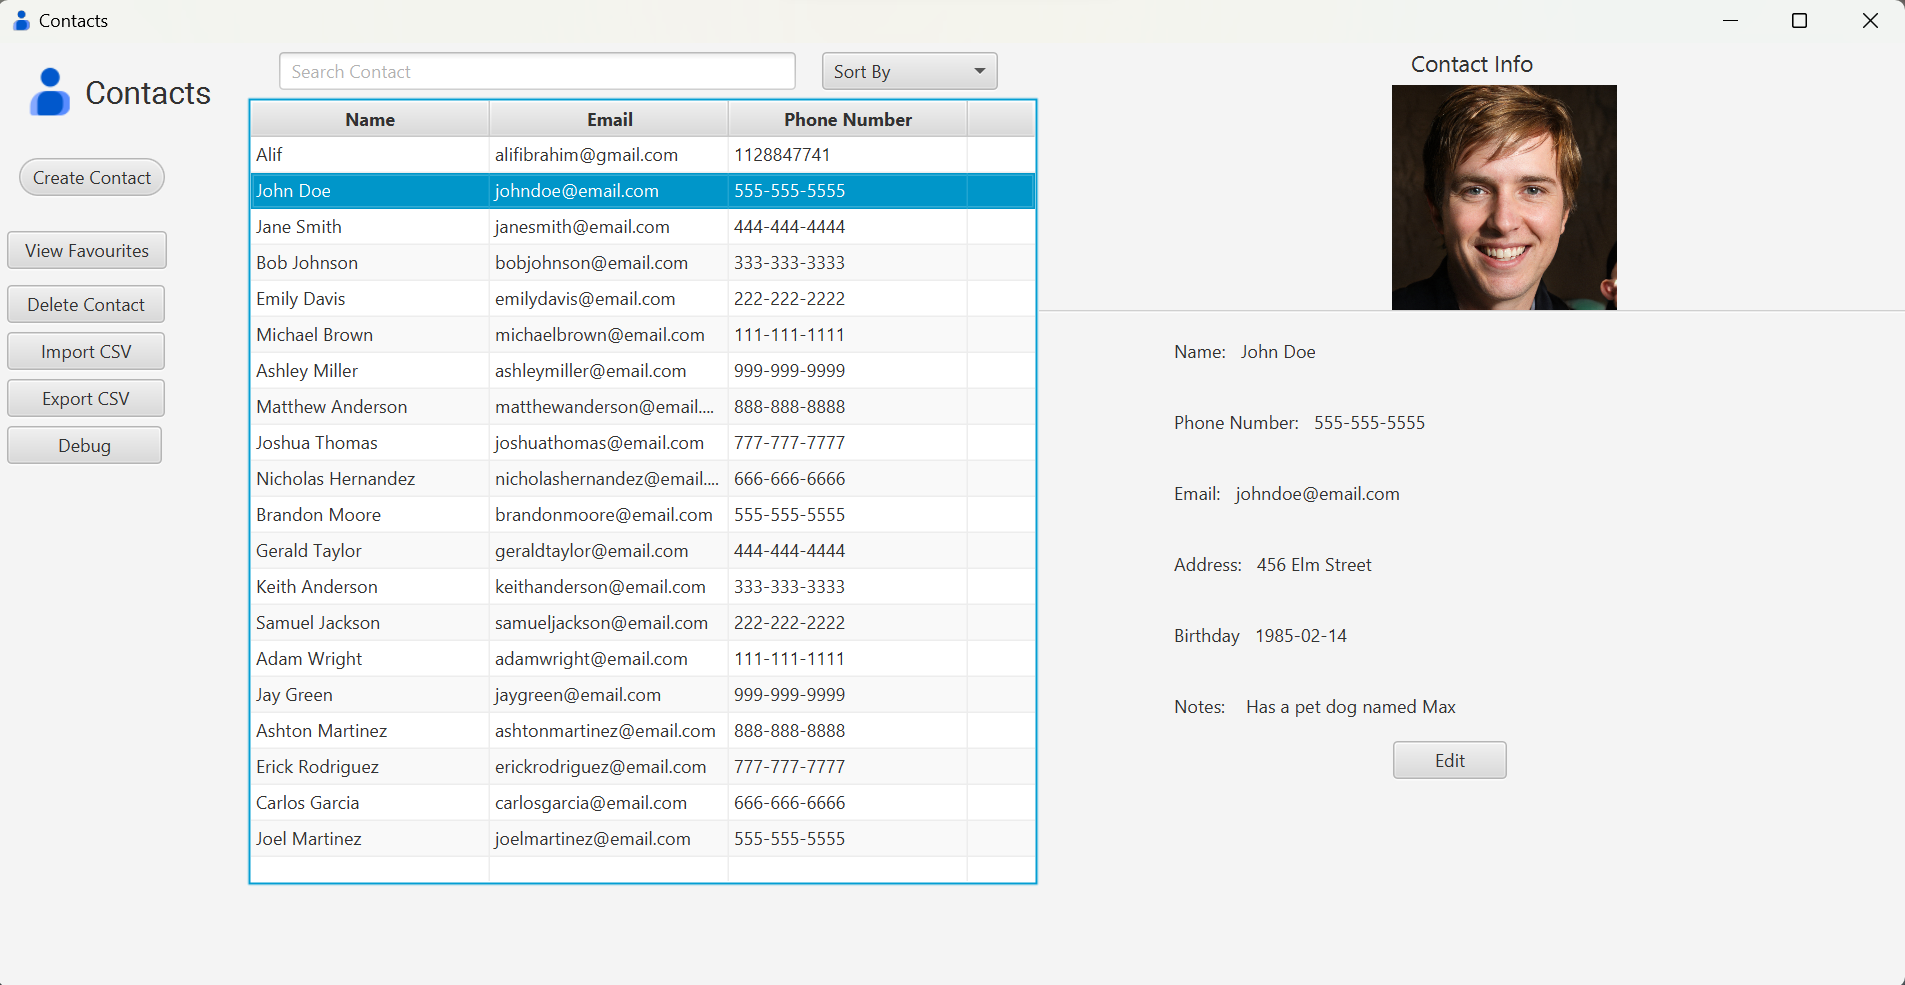 Contacts
Contacts
Create Contact
View Favourites
Delete Contact
Import CSV
Export CSV
Debug
Search Contact
Sort By
Name Email Phone Number
Alif alifibrahim@gmail.com 1128847741
John Doe johndoe@email.com 555-555-5555
Jane Smith janesmith@email.com 444-444-4444
Bob Johnson bobjohnson@email.com 333-333-3333
Emily Davis emilydavis@email.com 222-222-2222
Michael Brown michaelbrown@email.com 111-111-1111
Ashley Miller ashleymiller@email.com 999-999-9999
Matthew Anderson matthewanderson@email.... 888-888-8888
Joshua Thomas joshuathomas@email.com 777-777-7777
Nicholas Hernandez nicholashernandez@email.... 666-666-6666
Brandon Moore brandonmoore@email.com 555-555-5555
Gerald Taylor geraldtaylor@email.com 444-444-4444
Keith Anderson keithanderson@email.com 333-333-3333
Samuel Jackson samueljackson@email.com 222-222-2222
Adam Wright adamwright@email.com 111-111-1111
Jay Green jaygreen@email.com 999-999-9999
Ashton Martinez ashtonmartinez@email.com 888-888-8888
Erick Rodriguez erickrodriguez@email.com 777-777-7777
Carlos Garcia carlosgarcia@email.com 666-666-6666
Joel Martinez joelmartinez@email.com 555-555-5555
Contact Info
Name: John Doe
Phone Number: 555-555-5555
Email: johndoe@email.com
Address: 456 Elm Street
Birthday 1985-02-14
Notes: Has a pet dog named Max
Edit